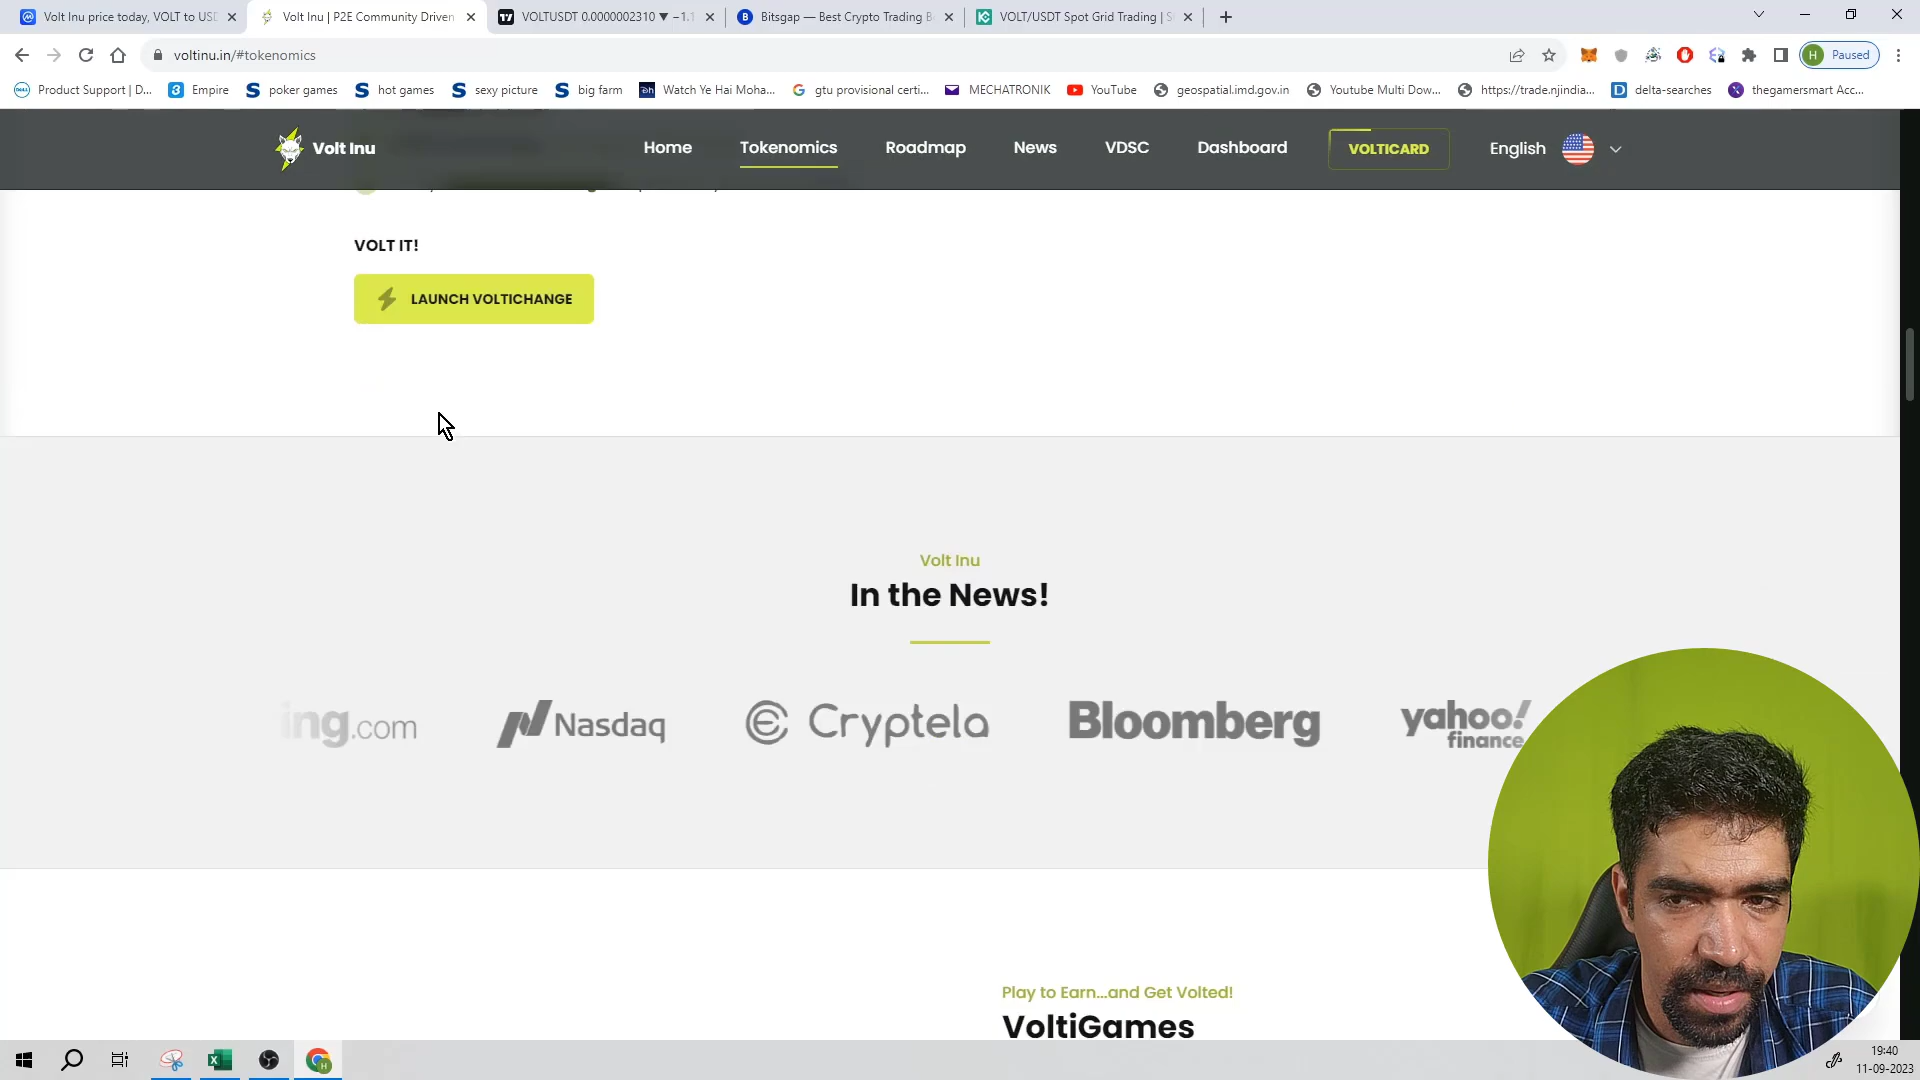 Volt Inu price today, VOLT to USD
Volt Inu | P2E Community Driven
VOLTUSDT 0.0000002310 ▼ −1.1
Bitsgap — Best Crypto Trading B
VOLT/USDT Spot Grid Trading | S
voltinu.in/#tokenomics
H Paused
Product Support | D...
Empire
poker games
hot games
sexy picture
big farm
Watch Ye Hai Moha...
gtu provisional certi...
MECHATRONIK
YouTube
geospatial.imd.gov.in
Youtube Multi Dow...
https://trade.njindia...
delta-searches
thegamersmart Acc...
Volt Inu
Home
Tokenomics
Roadmap
News
VDSC
Dashboard
VOLTICARD
English
VOLT IT!
LAUNCH VOLTICHANGE
Volt Inu
In the News!
ing.com
Nasdaq
Cryptela
Bloomberg
yahoo!
finance
Play to Earn...and Get Volted!
VoltiGames
19:40
11-09-2023